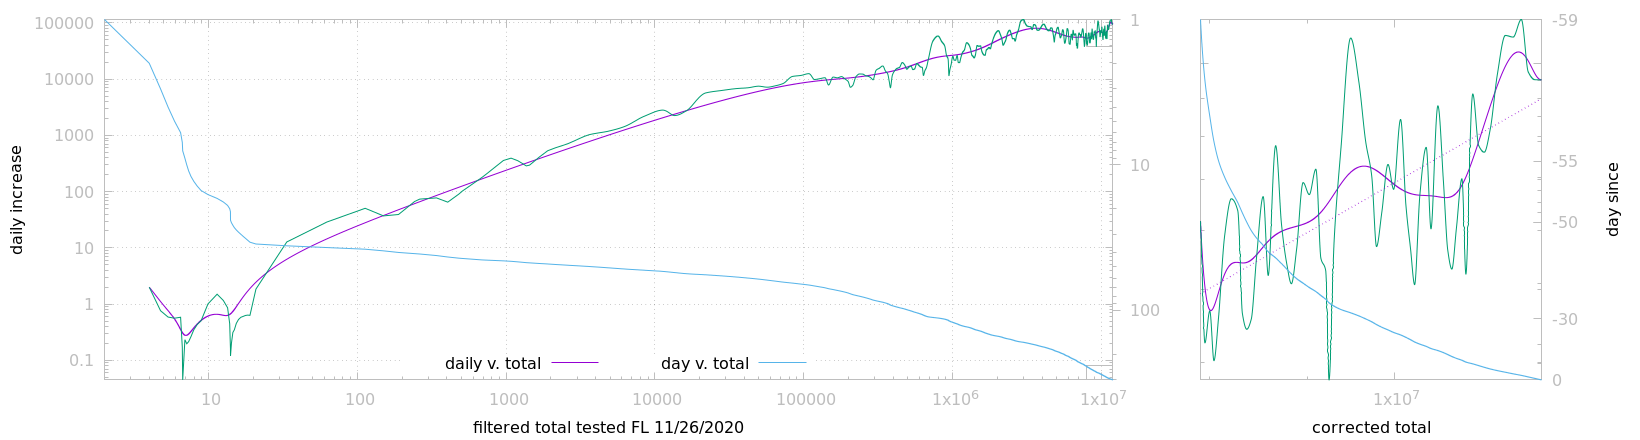 100000
10000
1000
100
10
1
0.1
daily increase
10
100
1000
10000
100000
1x10^6
1x10^7
filtered total tested FL 11/26/2020
daily v. total
day v. total
1
10
100
1x10^7
corrected total
-59
-55
-50
-30
0
day since